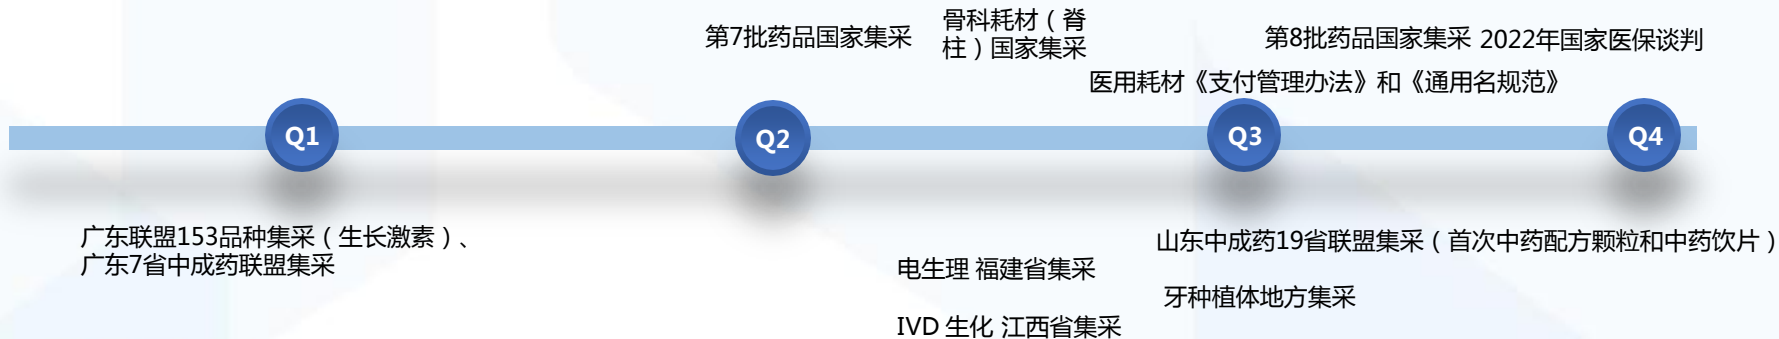 第7批药品国家集采
骨科耗材（脊
柱）国家集采
第8批药品国家集采
2022年国家医保谈判
医用耗材《支付管理办法》和《通用名规范》
Q1
Q2
Q3
Q4
广东联盟153品种集采（生长激素）、
广东7省中成药联盟集采
电生理 福建省集采
IVD 生化 江西省集采
山东中成药19省联盟集采（首次中药配方颗粒和中药饮片）
牙种植体地方集采